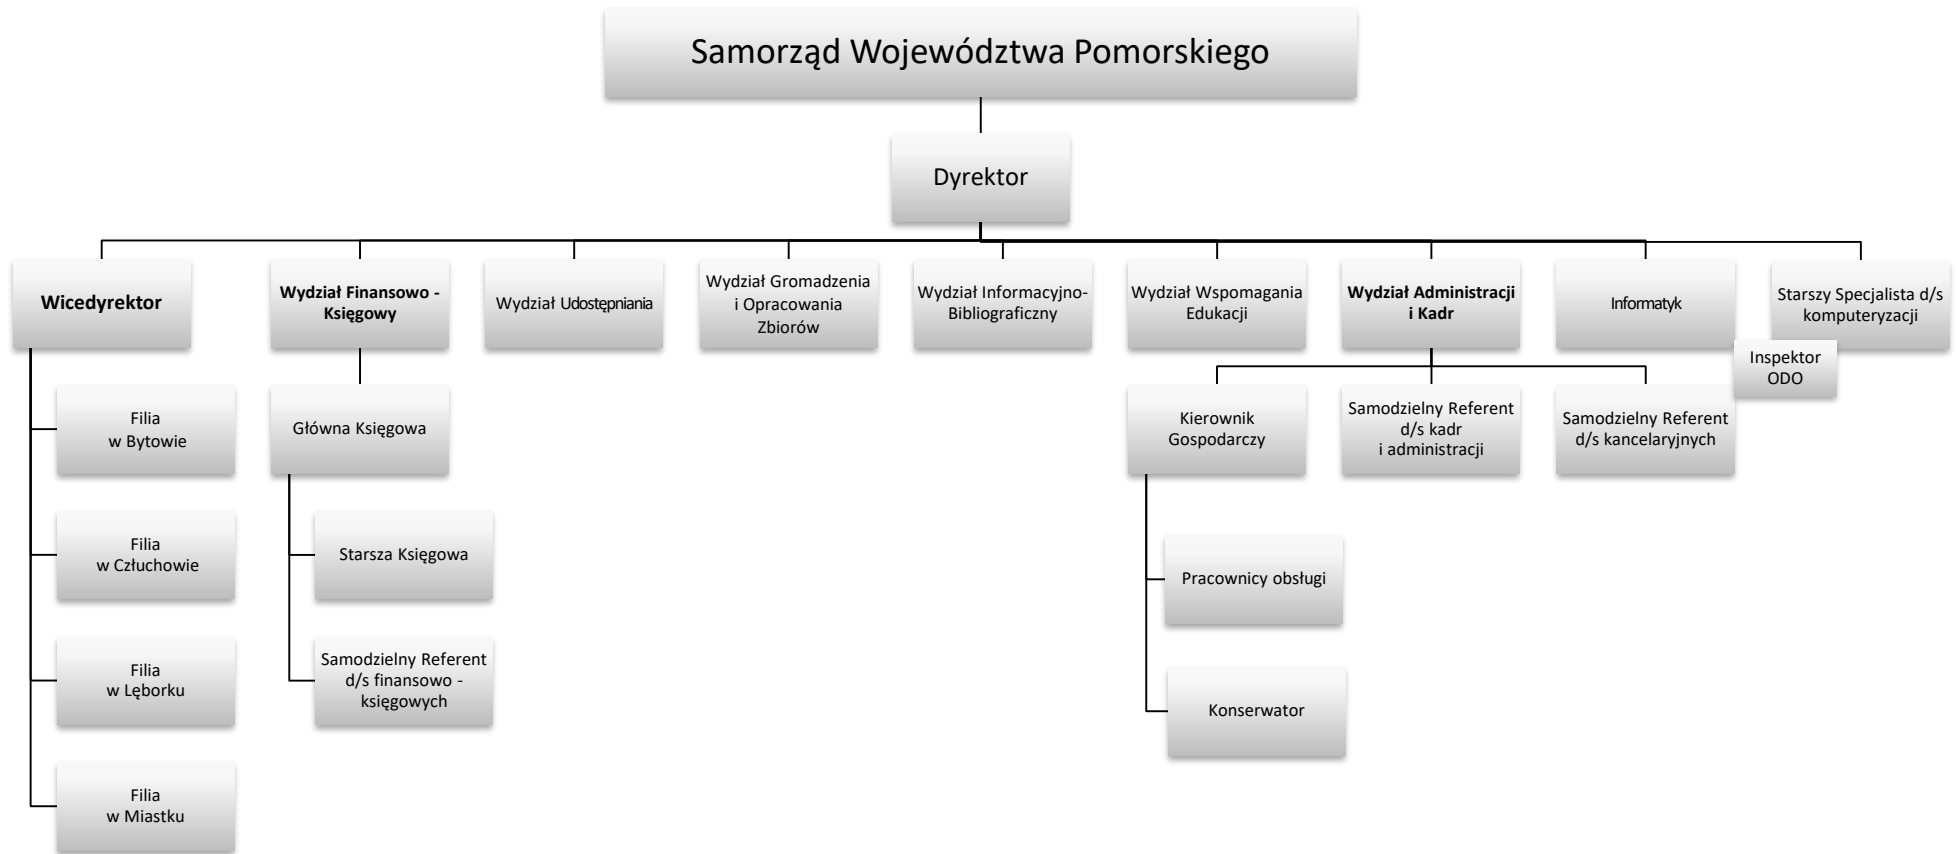 Samorząd Województwa Pomorskiego
Dyrektor
Wicedyrektor
Wydział Finansowo -
Księgowy
Wydział Udostępniania
Wydział Gromadzenia
i Opracowania
Zbiorów
Wydział Informacyjno-
Bibliograficzny
Wydział Wspomagania
Edukacji
Wydział Administracji
i Kadr
Informatyk
Starszy Specjalista d/s
komputeryzacji
Inspektor
ODO
Filia
w Bytowie
Filia
w Człuchowie
Filia
w Lęborku
Filia
w Miastku
Główna Księgowa
Starsza Księgowa
Samodzielny Referent
d/s finansowo -
księgowych
Kierownik
Gospodarczy
Samodzielny Referent
d/s kadr
i administracji
Samodzielny Referent
d/s kancelaryjnych
Pracownicy obsługi
Konserwator